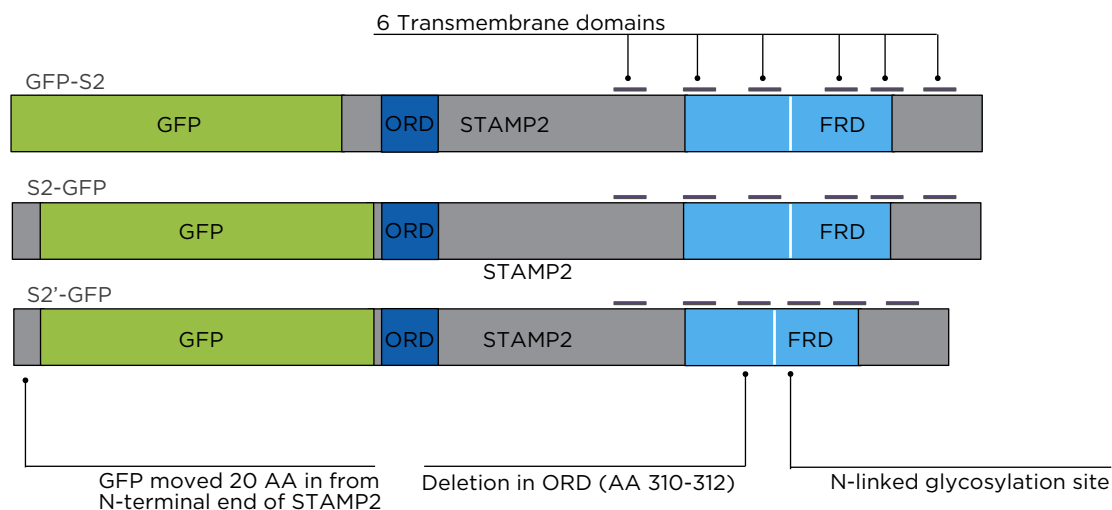 6 Transmembrane domains
GFP-S2
GFP ORD STAMP2 FRD
S2-GFP
GFP ORD FRD
STAMP2
S2’-GFP
GFP ORD STAMP2 FRD
GFP moved 20 AA in from
N-terminal end of STAMP2
Deletion in ORD (AA 310-312)
N-linked glycosylation site